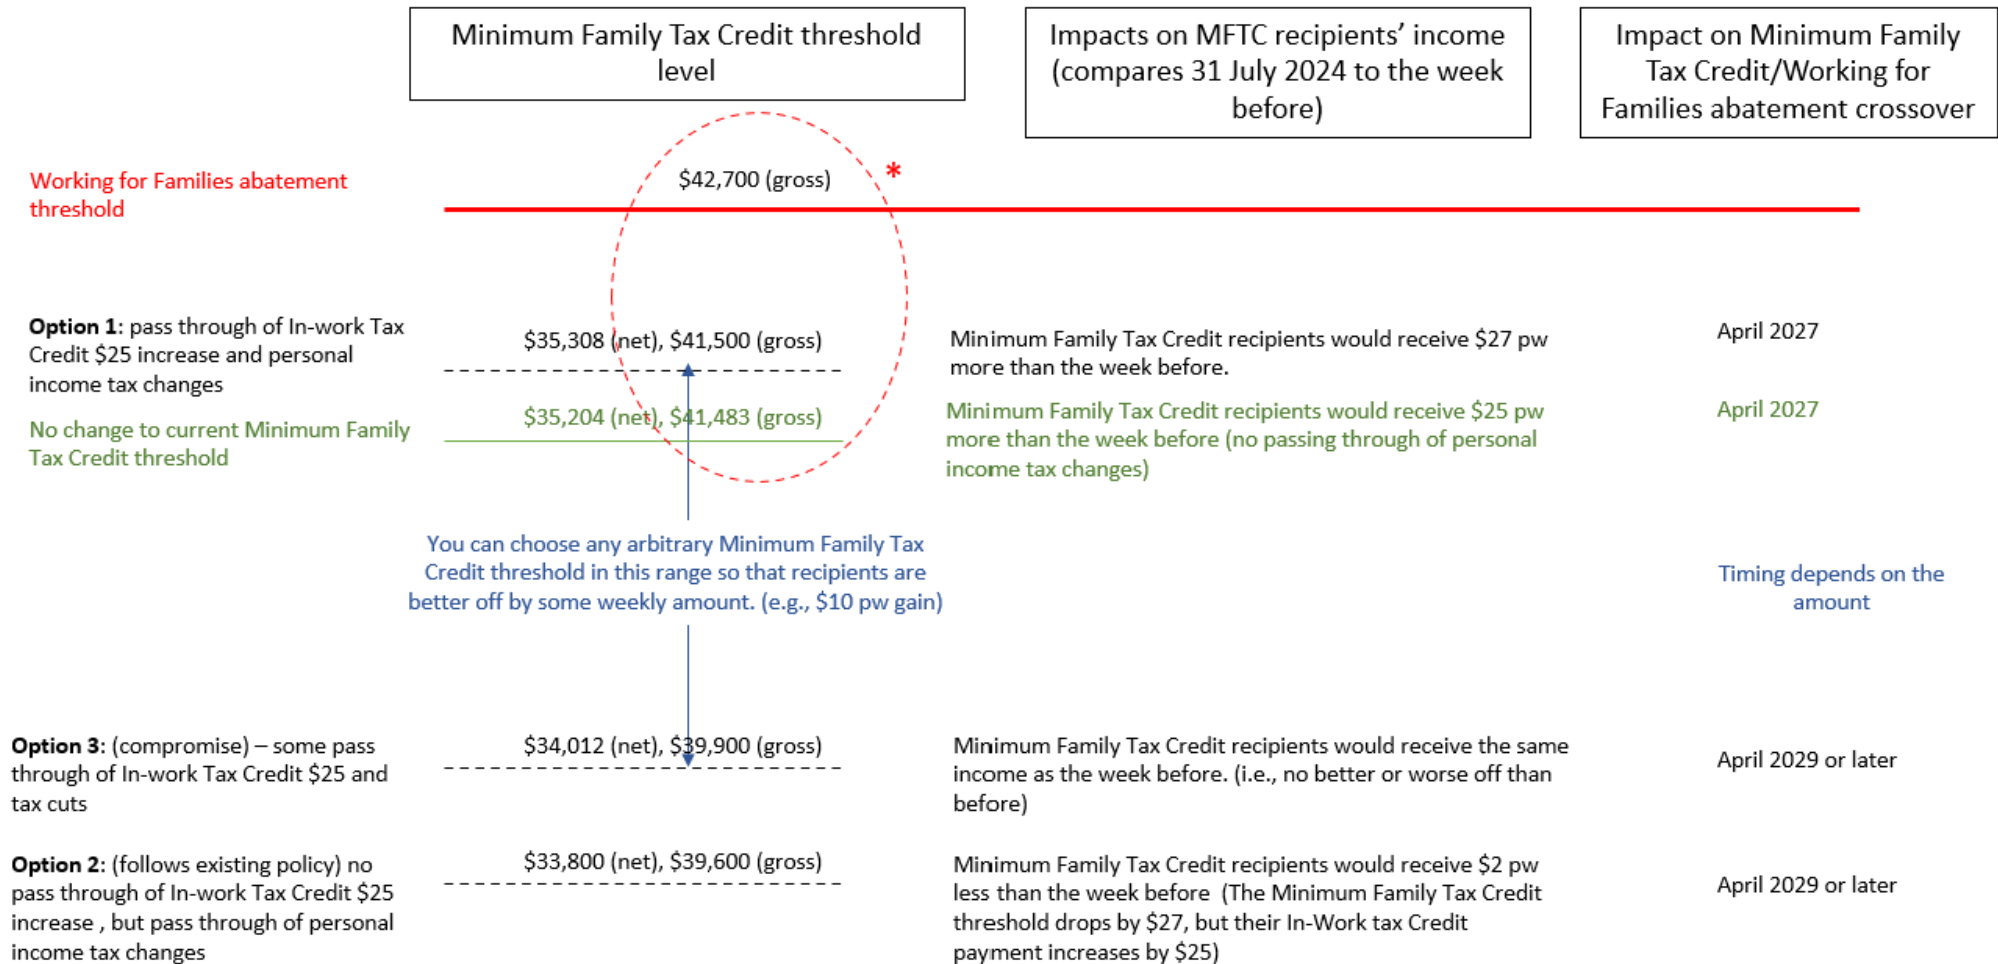 Minimum Family Tax Credit threshold
level
Impacts on MFTC recipients’ income
(compares 31 July 2024 to the week
before)
Impact on Minimum Family
Tax Credit/Working for
Families abatement crossover
Working for Families abatement
threshold
$42,700 (gross)
*
Option 1: pass through of In-work Tax
Credit $25 increase and personal
income tax changes
$35,308 (net), $41,500 (gross)
Minimum Family Tax Credit recipients would receive $27 pw
more than the week before.
April 2027
No change to current Minimum Family
Tax Credit threshold
$35,204 (net), $41,483 (gross)
Minimum Family Tax Credit recipients would receive $25 pw
more than the week before (no passing through of personal
income tax changes)
April 2027
You can choose any arbitrary Minimum Family Tax
Credit threshold in this range so that recipients are
better off by some weekly amount. (e.g., $10 pw gain)
Timing depends on the
amount
Option 3: (compromise) – some pass
through of In-work Tax Credit $25 and
tax cuts
$34,012 (net), $39,900 (gross)
Minimum Family Tax Credit recipients would receive the same
income as the week before. (i.e., no better or worse off than
before)
April 2029 or later
Option 2: (follows existing policy) no
pass through of In-work Tax Credit $25
increase , but pass through of personal
income tax changes
$33,800 (net), $39,600 (gross)
Minimum Family Tax Credit recipients would receive $2 pw
less than the week before  (The Minimum Family Tax Credit
threshold drops by $27, but their In-Work tax Credit
payment increases by $25)
April 2029 or later